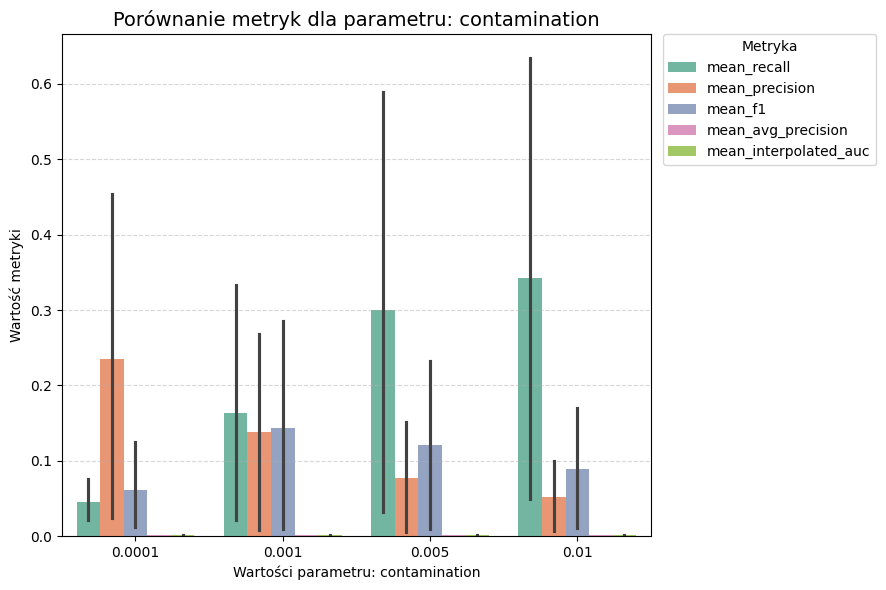 Porównanie metryk dla parametru: contamination
Metryka
mean_recall
mean_precision
mean_f1
mean_avg_precision
mean_interpolated_auc
Wartość metryki
0.6
0.5
0.4
0.3
0.2
0.1
0.0
0.0001
0.001
0.005
0.01
Wartości parametru: contamination